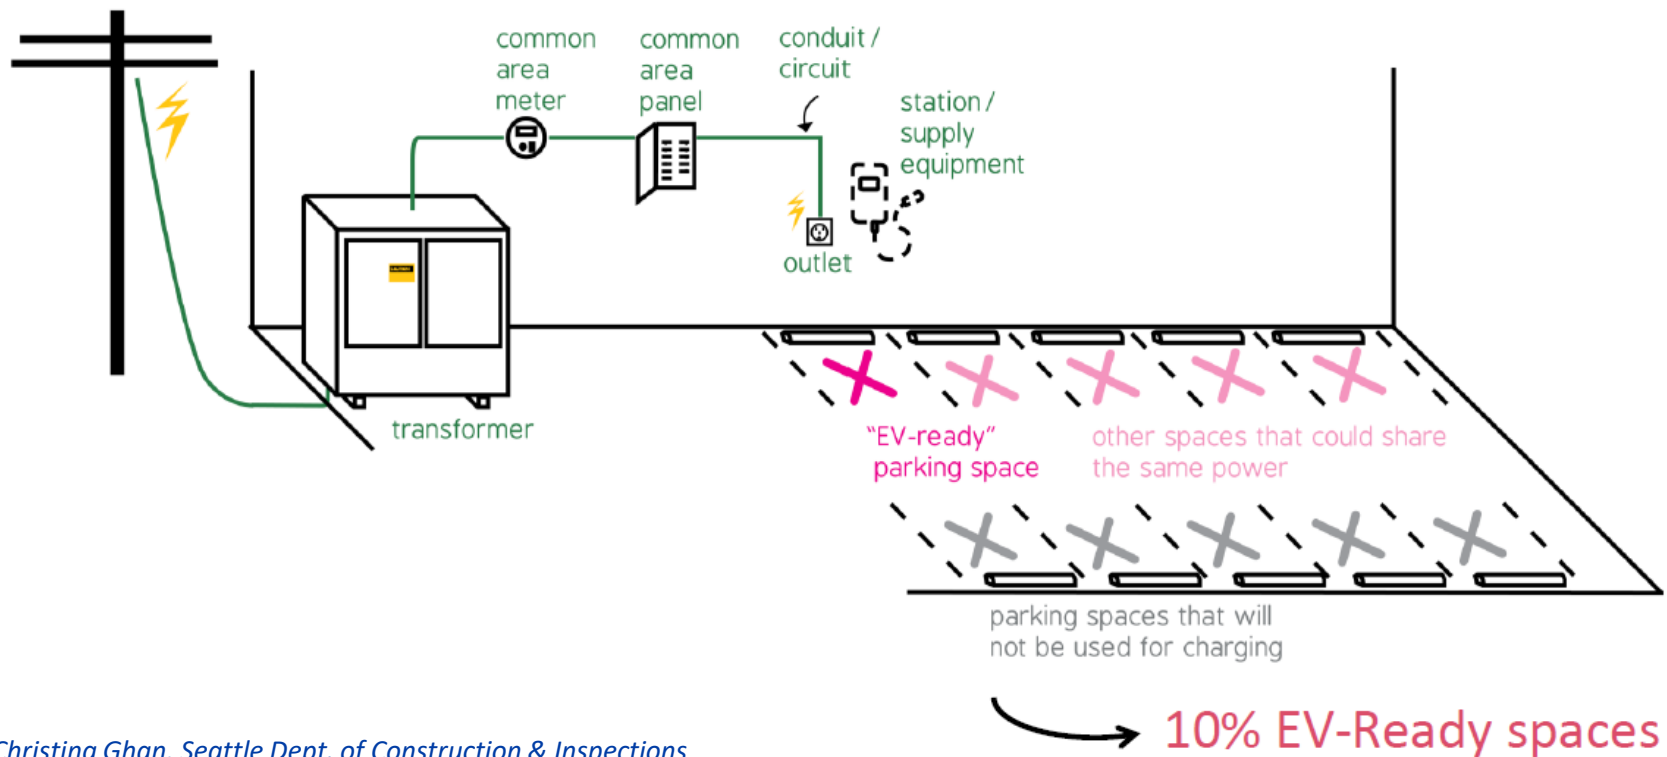 common
area
meter
common
area
panel
conduit /
circuit
station /
supply
equipment
outlet
transformer
"EV-ready"
parking space
other spaces that could share
the same power
parking spaces that will
not be used for charging
10% EV-Ready spaces
Christina Ghan, Seattle Dept. of Construction & Inspections